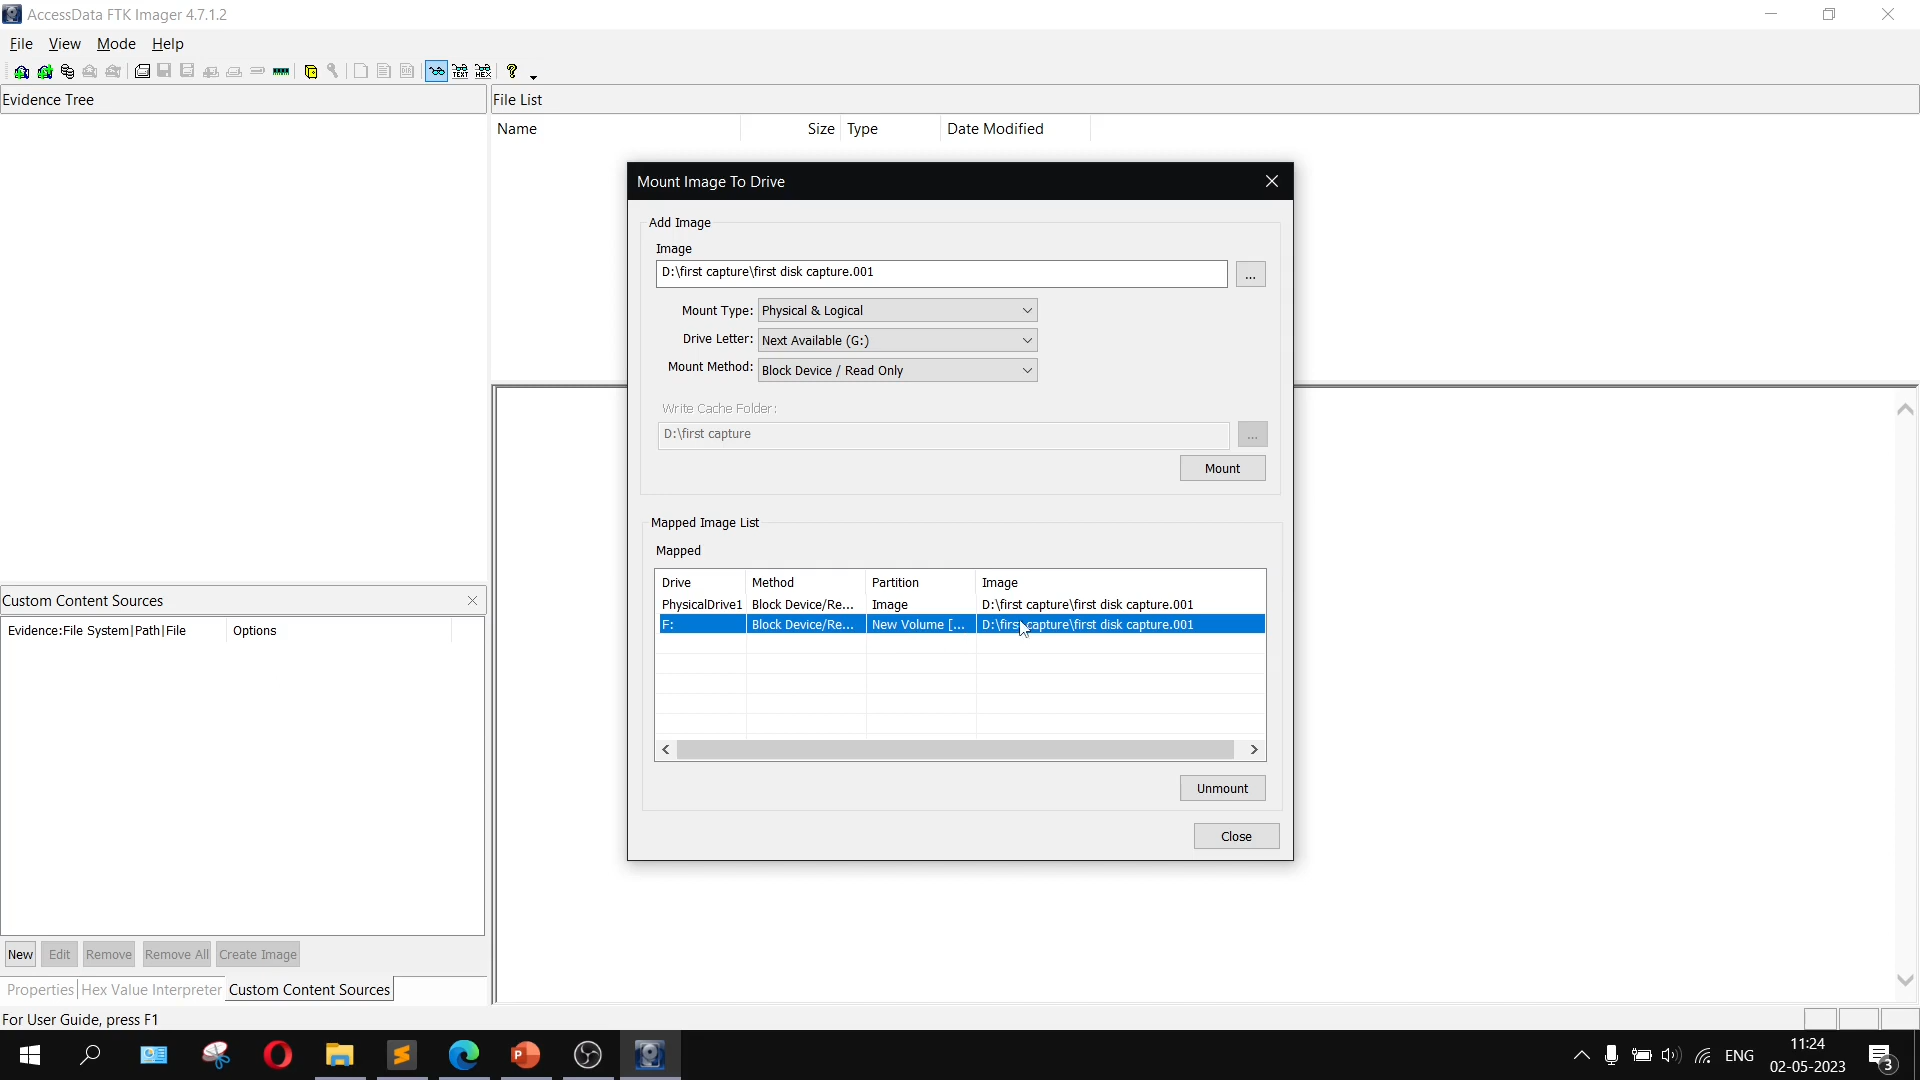 AccessData FTK Imager 4.7.1.2
File View Mode Help
TEXT HEX ?
Evidence Tree
File List
Name Size Type Date Modified
Mount Image To Drive
Add Image
Image
D:\first capture\first disk capture.001 ...
Mount Type: Physical & Logical
Drive Letter: Next Available (G:)
Mount Method: Block Device / Read Only
Write Cache Folder:
D:\first capture ...
Mount
Mapped Image List
Mapped
Drive Method Partition Image
PhysicalDrive1 Block Device/Re... Image D:\first capture\first disk capture.001
F: Block Device/Re... New Volume [... D:\first capture\first disk capture.001
Unmount
Close
Custom Content Sources
Evidence:File System|Path|File Options
New Edit Remove Remove All Create Image
Properties Hex Value Interpreter Custom Content Sources
For User Guide, press F1
ENG
11:24
02-05-2023
3